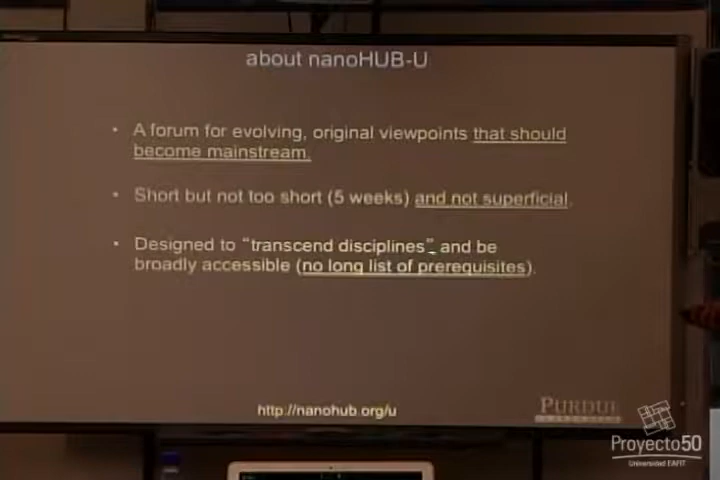 about nanoHUB-U
• A forum for evolving, original viewpoints that should
become mainstream.
• Short but not too short (5 weeks) and not superficial.
• Designed to “transcend disciplines” and be
broadly accessible (no long list of prerequisites).
http://nanohub.org/u
PURDUE
Proyecto50
Universidad EAFIT